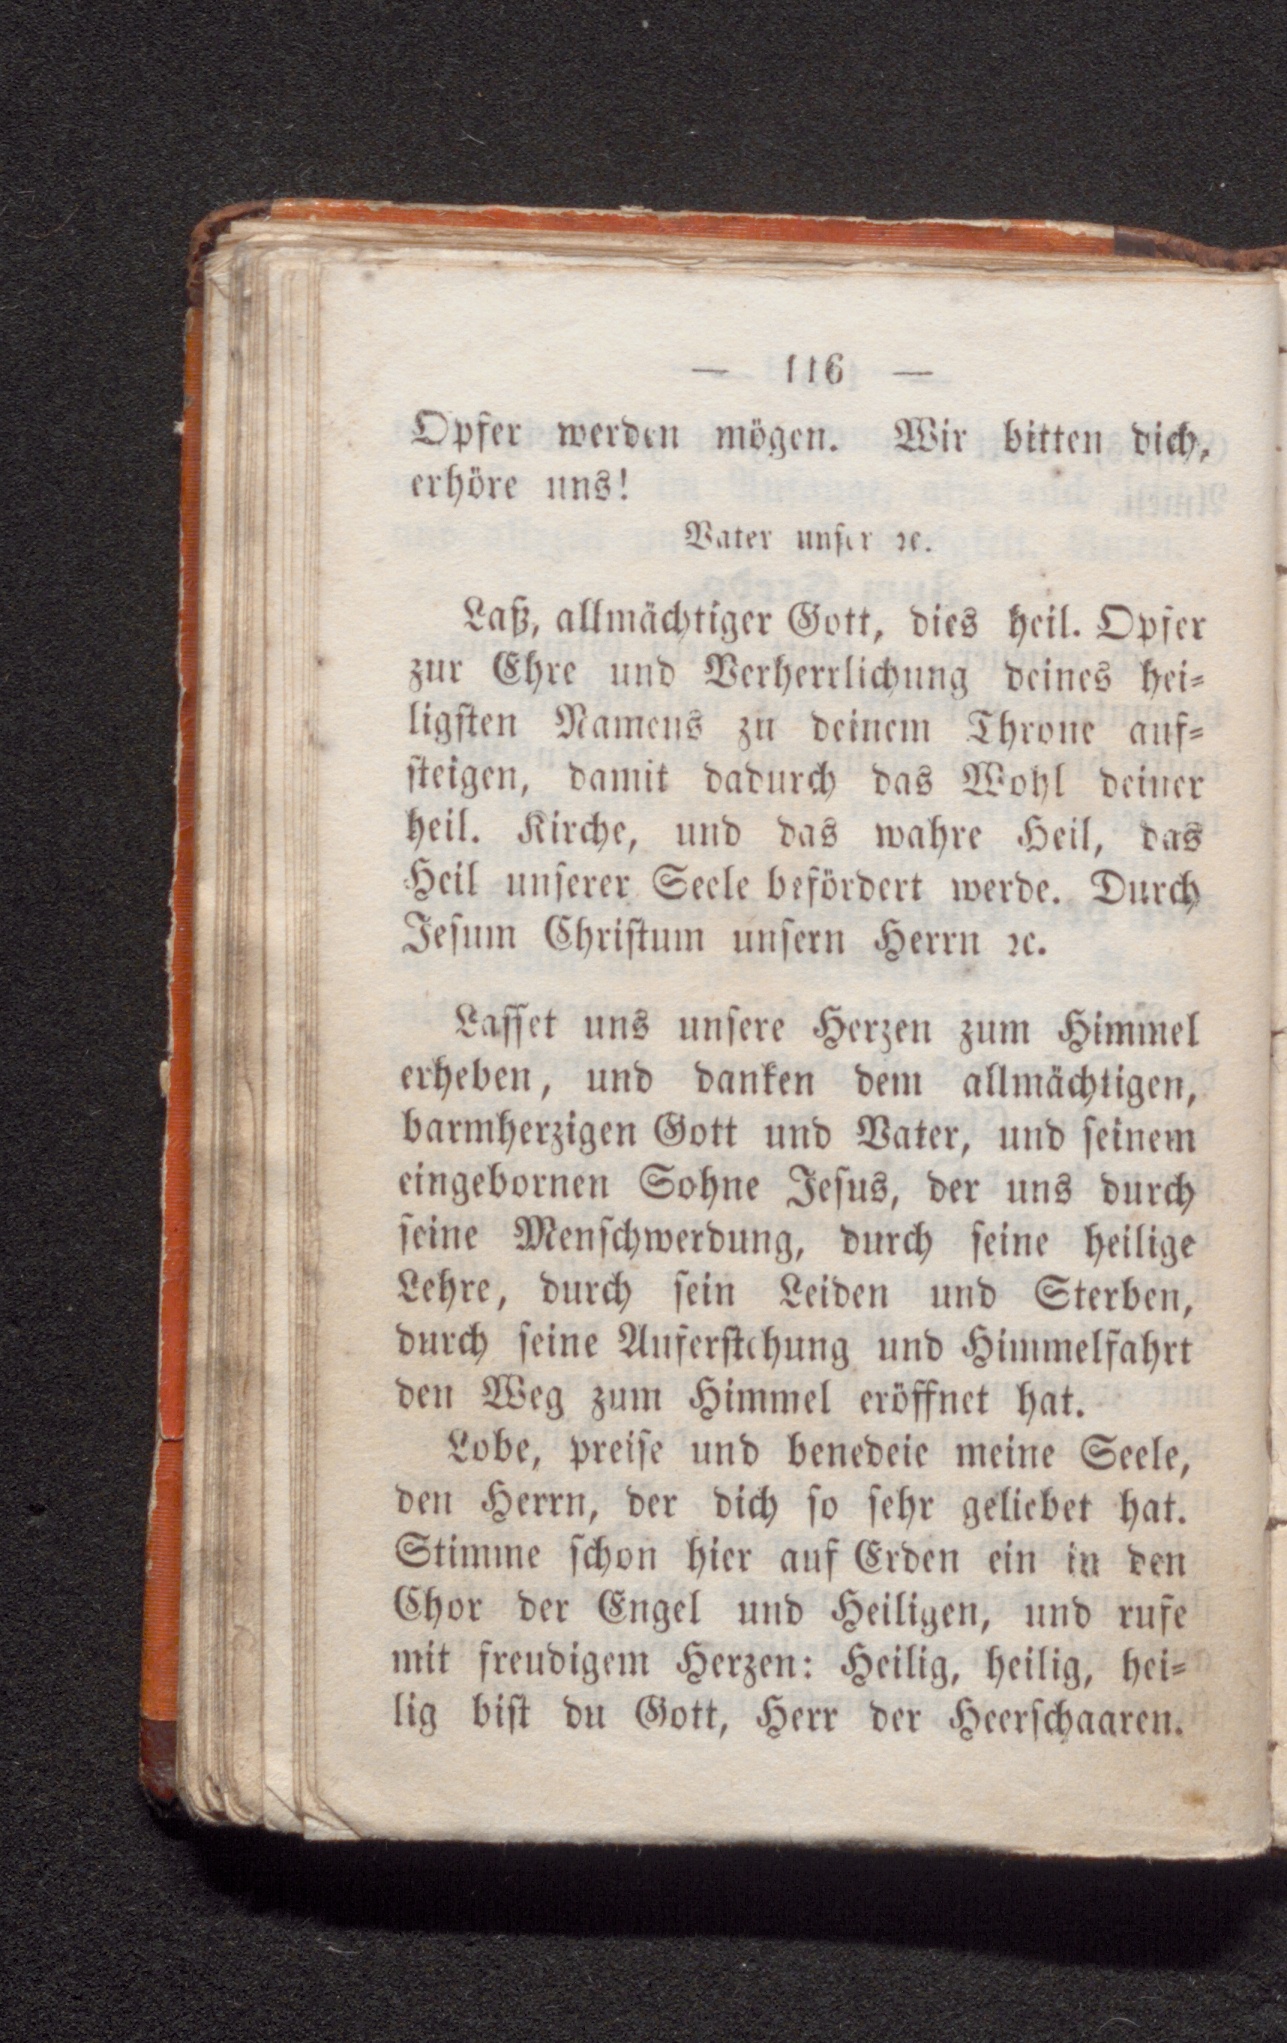 — 116 —
Opfer werden mögen. Wir bitten dich,
erhöre uns!
Vater unser ꝛc.
Laß, allmächtiger Gott, dies heil. Opfer
zur Ehre und Verherrlichung deines hei⸗
ligsten Namens zu deinem Throne auf⸗
steigen, damit dadurch das Wohl deiner
heil. Kirche, und das wahre Heil, das
Heil unserer Seele befördert werde. Durch
Jesum Christum unsern Herrn ꝛc.
Lasset uns unsere Herzen zum Himmel
erheben, und danken dem allmächtigen,
barmherzigen Gott und Vater, und seinem
eingebornen Sohne Jesus, der uns durch
seine Menschwerdung, durch seine heilige
Lehre, durch sein Leiden und Sterben,
durch seine Auferstehung und Himmelfahrt
den Weg zum Himmel eröffnet hat.
Lobe, preise und benedeie meine Seele,
den Herrn, der dich so sehr geliebet hat.
Stimme schon hier auf Erden ein in den
Chor der Engel und Heiligen, und rufe
mit freudigem Herzen: Heilig, heilig, hei⸗
lig bist du Gott, Herr der Heerschaaren.